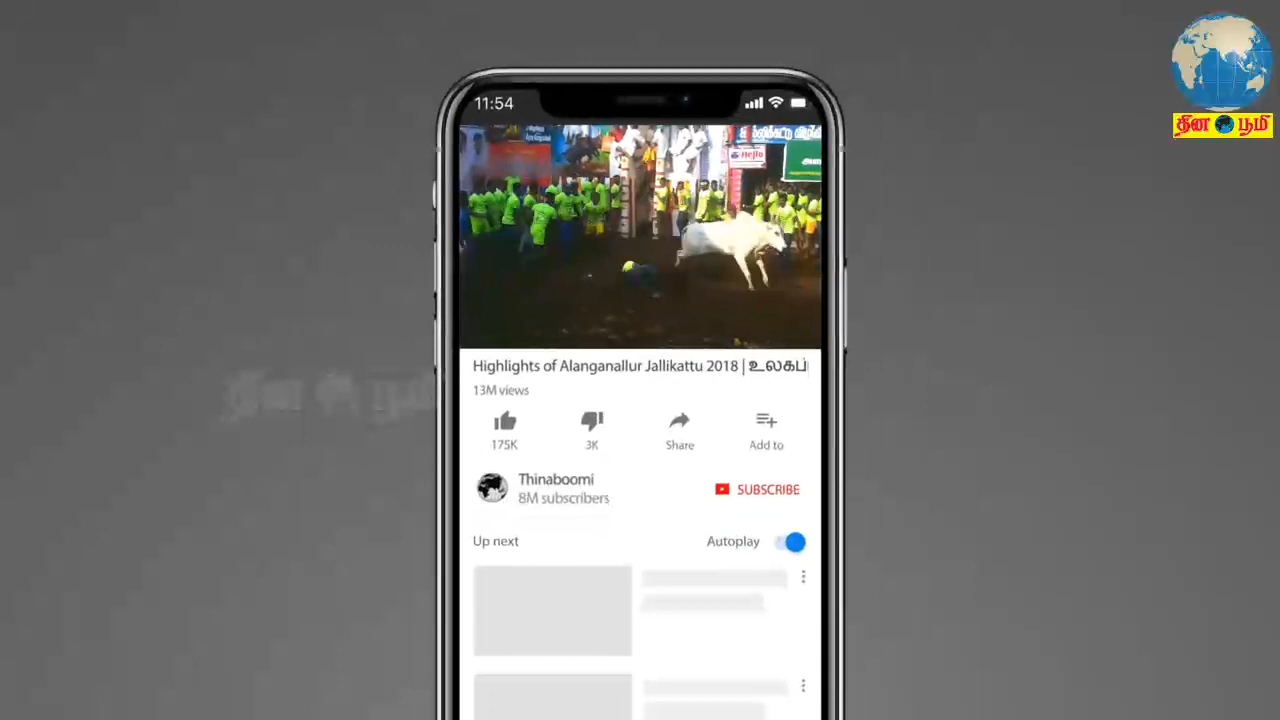 தின பூமி
11:54
Hello
Highlights of Alanganallur Jallikattu 2018 | உலகப்
13M views
175K
3K
Share
Add to
Thinaboomi
8M subscribers
SUBSCRIBE
Up next
Autoplay